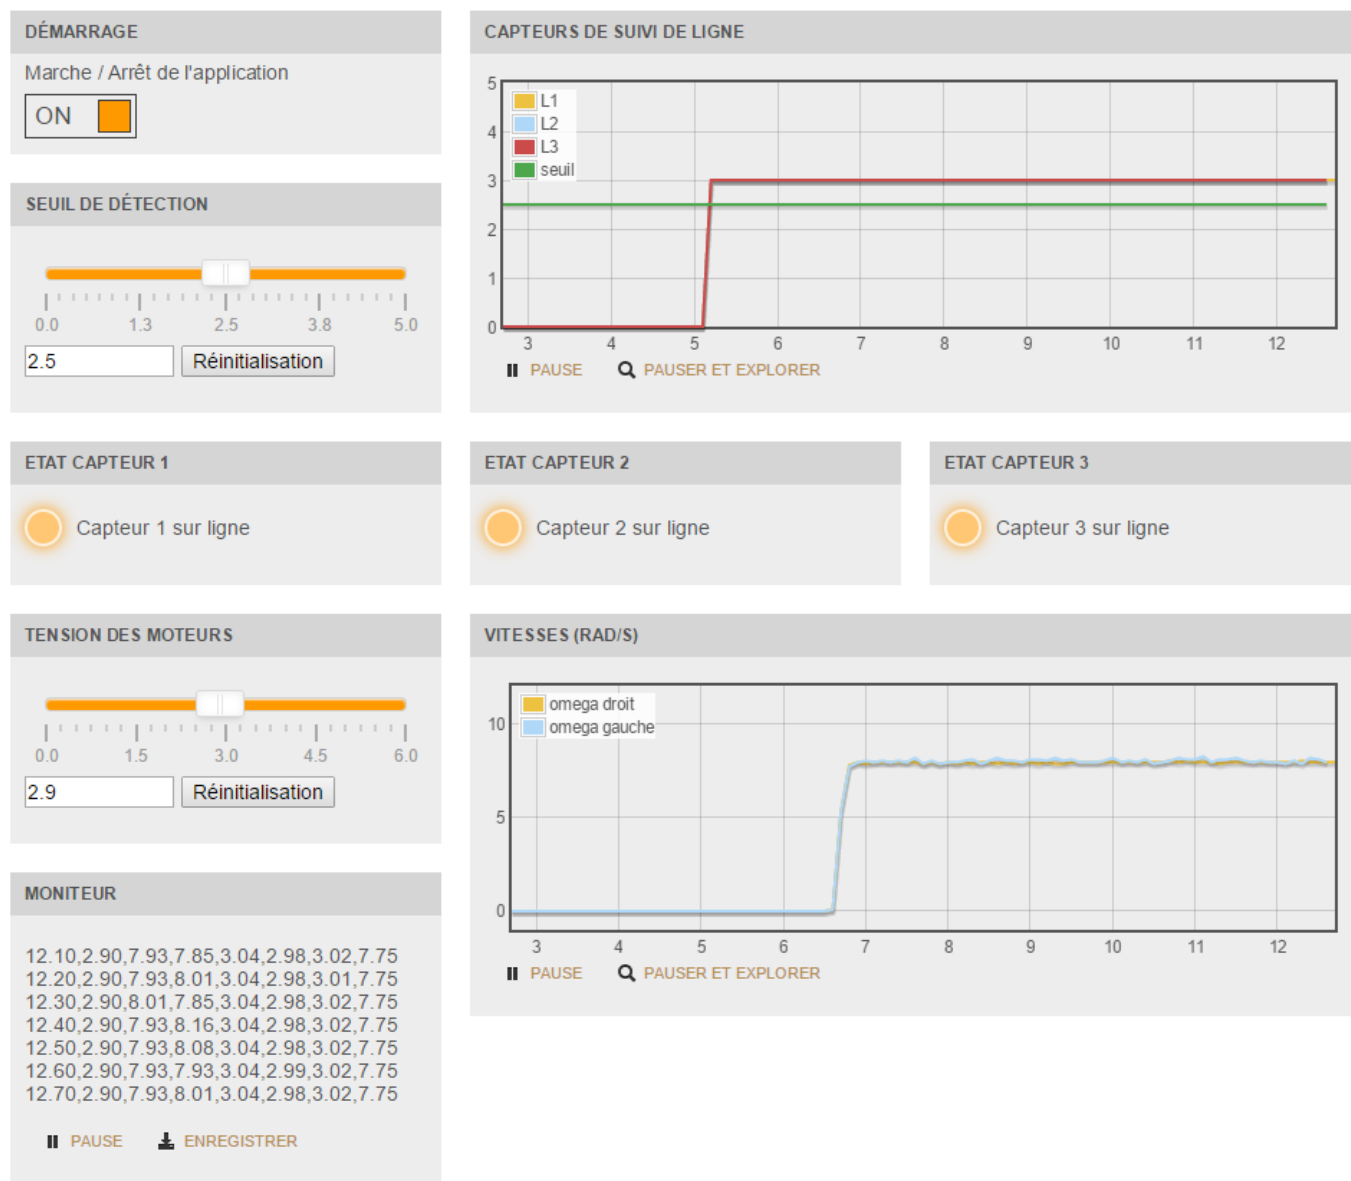 DÉMARRAGE
Marche / Arrêt de l'application
ON
CAPTEURS DE SUIVI DE LIGNE
5
4
3
2
1
0
L1
L2
L3
seuil
3 4 5 6 7 8 9 10 11 12
PAUSE PAUSER ET EXPLORER
SEUIL DE DÉTECTION
0.0 1.3 2.5 3.8 5.0
2.5 Réinitialisation
ETAT CAPTEUR 1
Capteur 1 sur ligne
ETAT CAPTEUR 2
Capteur 2 sur ligne
ETAT CAPTEUR 3
Capteur 3 sur ligne
TENSION DES MOTEURS
0.0 1.5 3.0 4.5 6.0
2.9 Réinitialisation
VITESSES (RAD/S)
omega droit
omega gauche
10
5
0
3 4 5 6 7 8 9 10 11 12
PAUSE PAUSER ET EXPLORER
MONITEUR
12.10,2.90,7.93,7.85,3.04,2.98,3.02,7.75
12.20,2.90,7.93,8.01,3.04,2.98,3.01,7.75
12.30,2.90,8.01,7.85,3.04,2.98,3.02,7.75
12.40,2.90,7.93,8.16,3.04,2.98,3.02,7.75
12.50,2.90,7.93,8.08,3.04,2.98,3.02,7.75
12.60,2.90,7.93,7.93,3.04,2.99,3.02,7.75
12.70,2.90,7.93,8.01,3.04,2.98,3.02,7.75
PAUSE ENREGISTRER